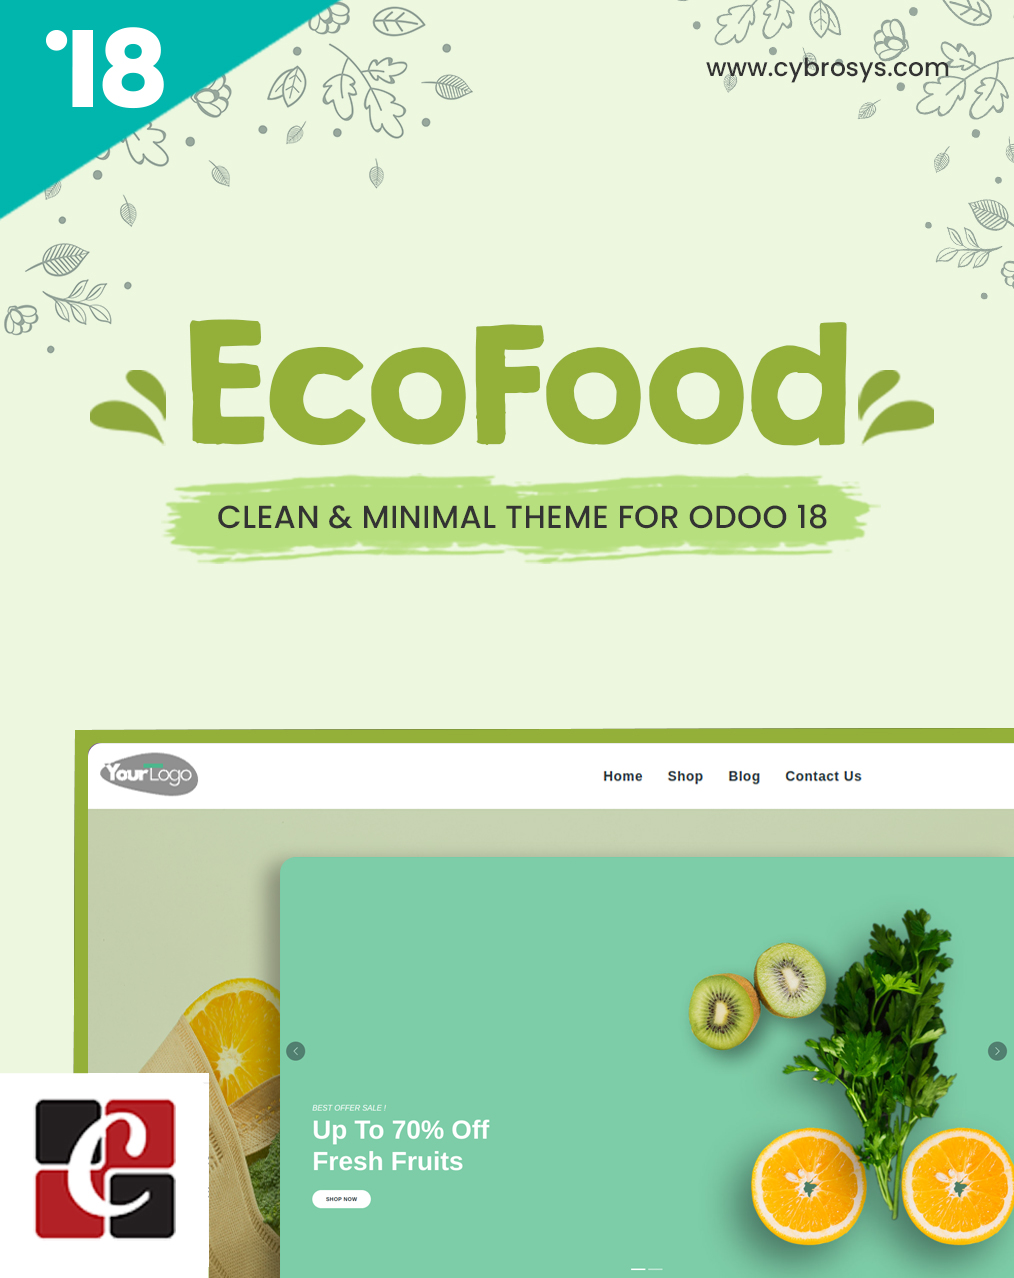 18
www.cybrosys.com
EcoFood
CLEAN & MINIMAL THEME FOR ODOO 18
YourLogo
Home Shop Blog Contact Us
BEST OFFER SALE !
Up To 70% Off
Fresh Fruits
SHOP NOW
C